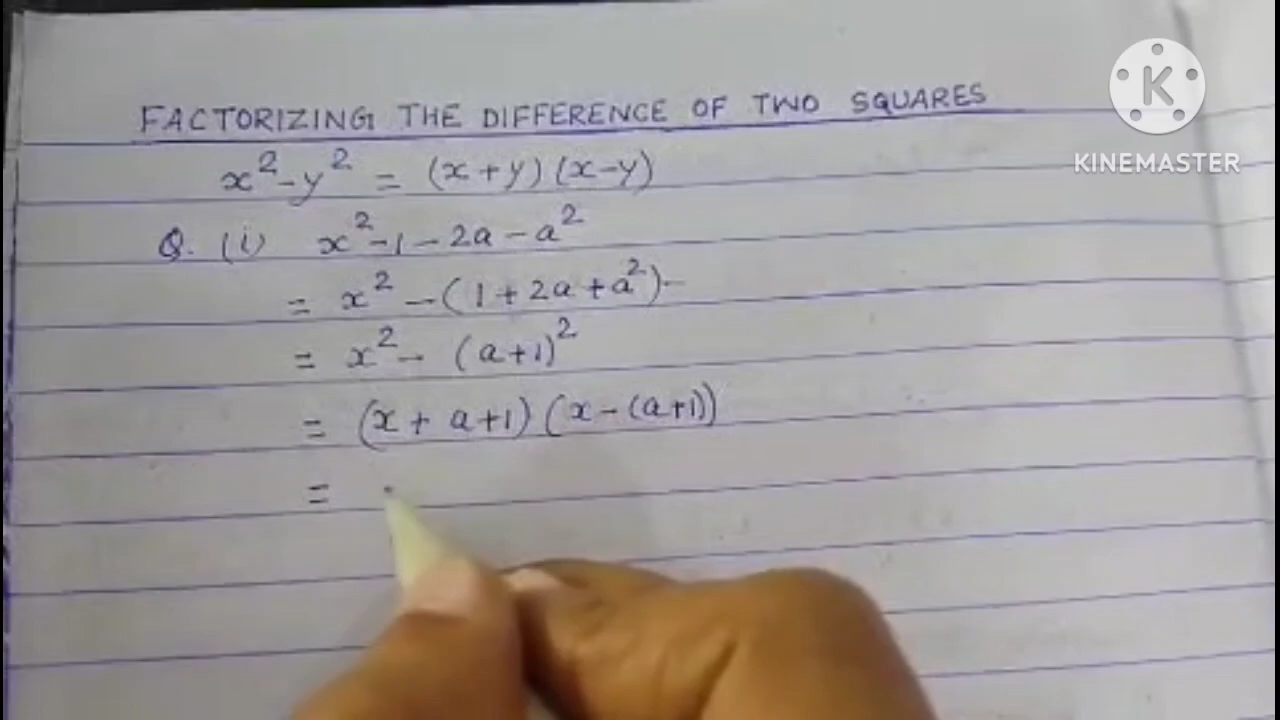 FACTORIZING THE DIFFERENCE OF TWO SQUARES
x² - y² = (x + y) (x - y)
Q. (i) x² - 1 - 2a - a²
= x² - (1 + 2a + a²)
= x² - (a + 1)²
= (x + a + 1) (x - (a + 1))
=
K
KINEMASTER